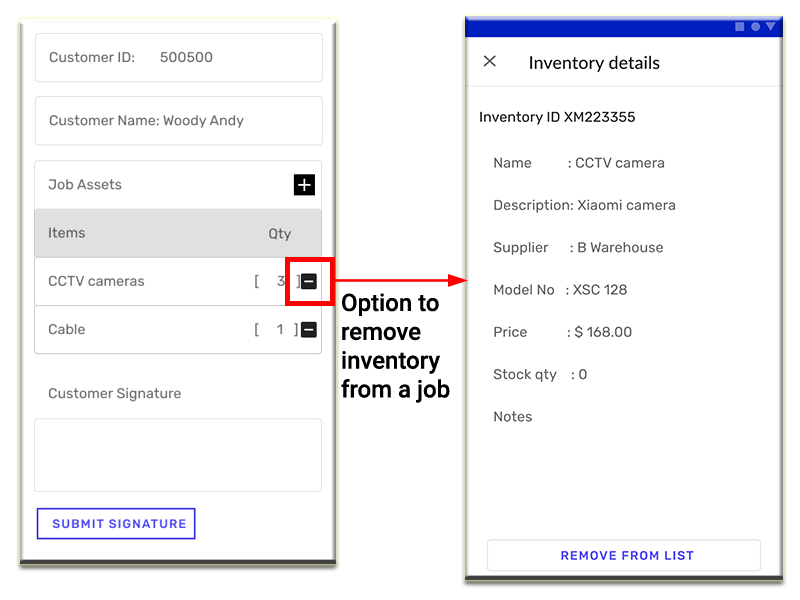 Customer ID: 500500
Customer Name: Woody Andy
Job Assets
Items Qty
CCTV cameras [ 3 ]
Cable [ 1 ]
Customer Signature
SUBMIT SIGNATURE
Option to
remove
inventory
from a job
Inventory details
Inventory ID XM223355
Name : CCTV camera
Description: Xiaomi camera
Supplier : B Warehouse
Model No : XSC 128
Price : $ 168.00
Stock qty : 0
Notes
REMOVE FROM LIST